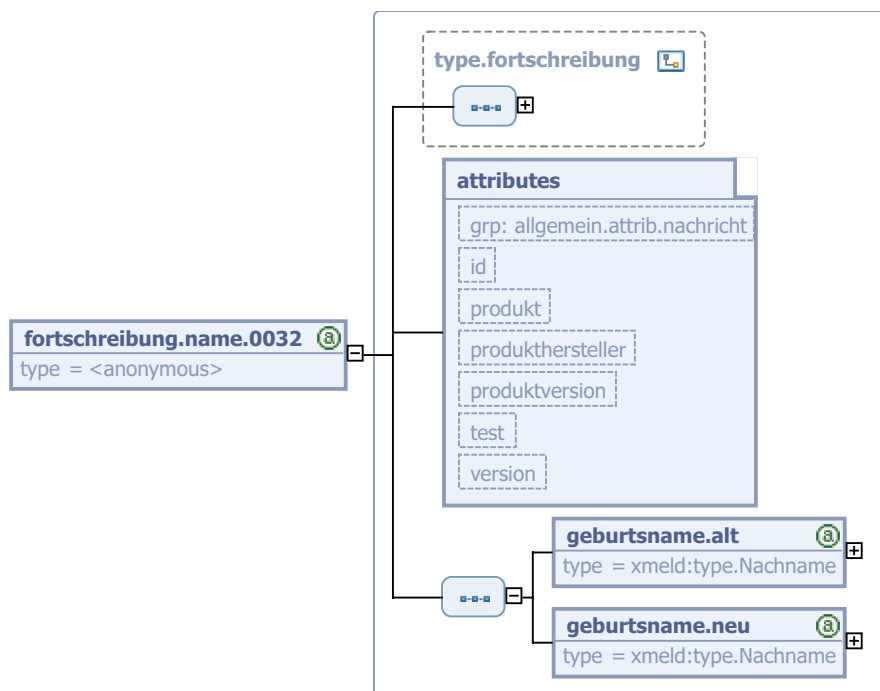 type.fortschreibung
attributes
grp: allgemein.attrib.nachricht
id
produkt
produkthersteller
produktversion
test
version
fortschreibung.name.0032 a
type = <anonymous>
geburtsname.alt a
type = xmeld:type.Nachname
geburtsname.neu a
type = xmeld:type.Nachname